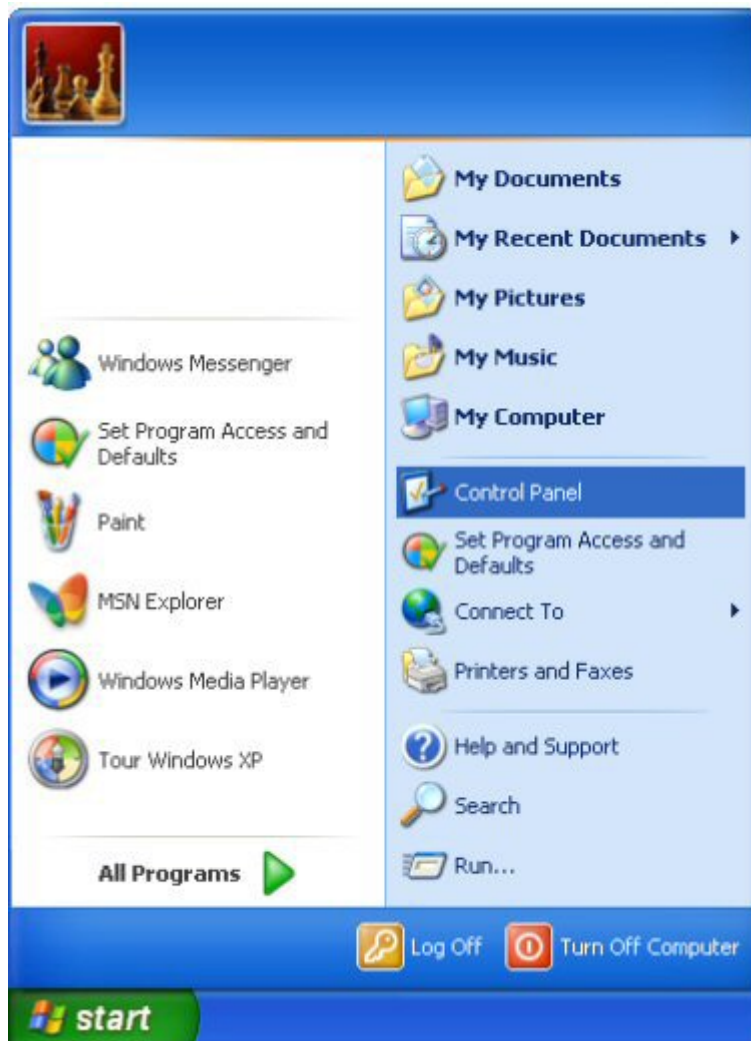 Windows Messenger
Set Program Access and
Defaults
Paint
MSN Explorer
Windows Media Player
Tour Windows XP
All Programs
My Documents
My Recent Documents
My Pictures
My Music
My Computer
Control Panel
Set Program Access and
Defaults
Connect To
Printers and Faxes
Help and Support
Search
Run...
Log Off
Turn Off Computer
start